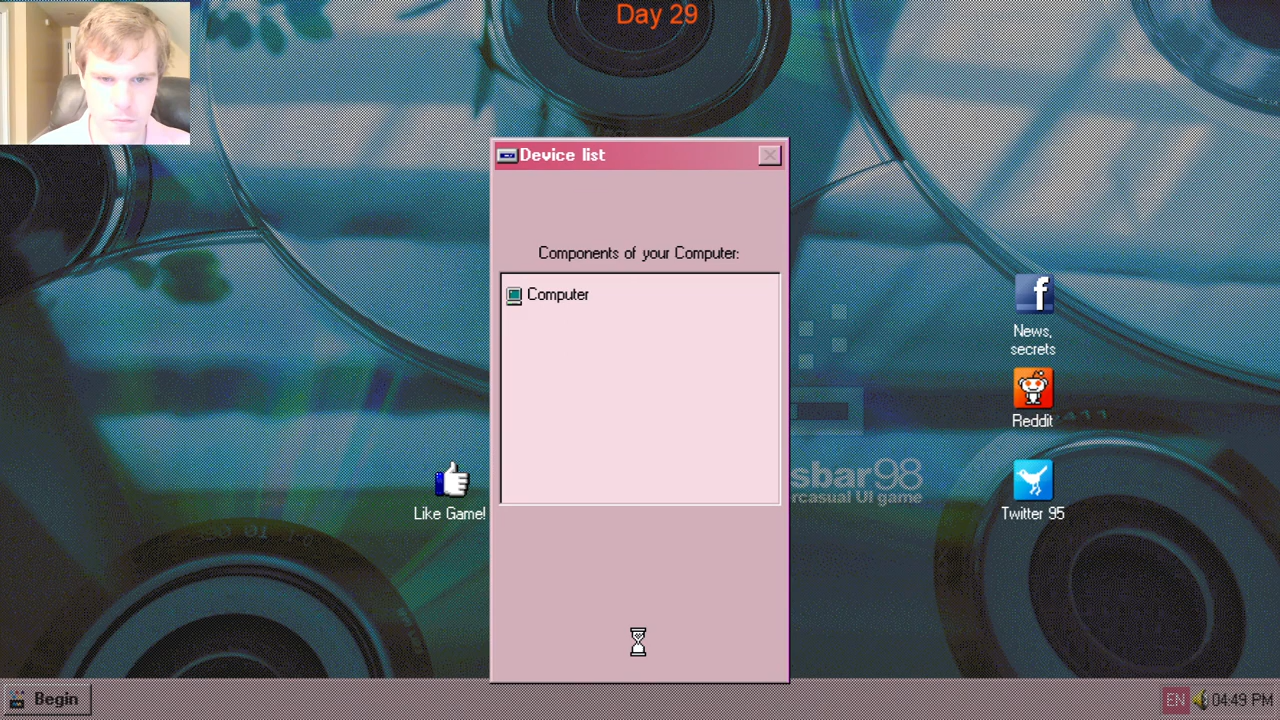 Day 29
Device list
Components of your Computer:
Computer
News,
secrets
Reddit
sbar98
rcasual UI game
Like Game!
Twitter 95
Begin
EN
04:49 PM